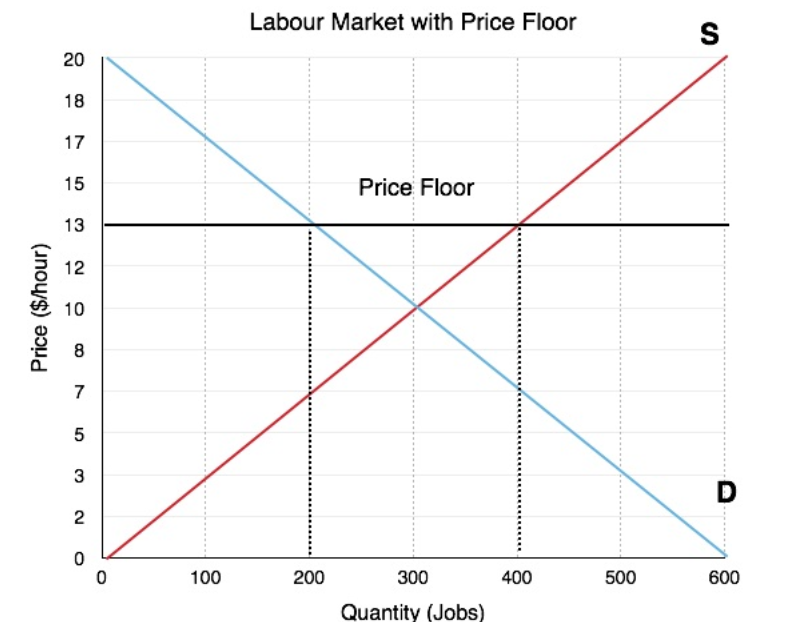 Labour Market with Price Floor
S
20
18
17
15
Price Floor
13
12
10
8
7
5
3
D
2
0
0 100 200 300 400 500 600
Price ($/hour)
Quantity (Jobs)